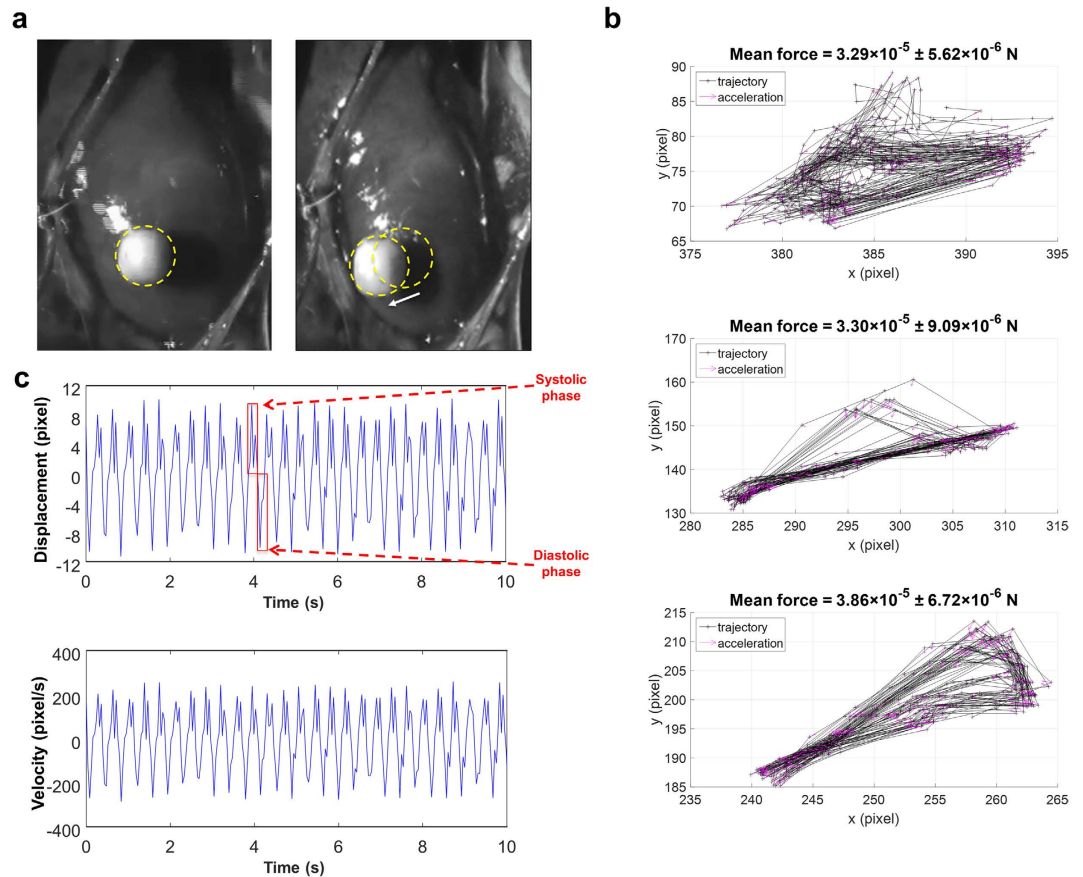 a
b
Mean force = 3.29×10⁻⁵ ± 5.62×10⁻⁶ N
90
85
80
75
70
65
y (pixel)
trajectory
acceleration
375 380 385 390 395
x (pixel)
Mean force = 3.30×10⁻⁵ ± 9.09×10⁻⁶ N
170
160
150
140
130
y (pixel)
trajectory
acceleration
280 285 290 295 300 305 310 315
x (pixel)
Mean force = 3.86×10⁻⁵ ± 6.72×10⁻⁶ N
215
210
205
200
195
190
185
y (pixel)
trajectory
acceleration
235 240 245 250 255 260 265
x (pixel)
c
12
8
4
0
-4
-8
-12
Displacement (pixel)
0 2 4 6 8 10
Time (s)
Systolic
phase
Diastolic
phase
400
200
0
-200
-400
Velocity (pixel/s)
0 2 4 6 8 10
Time (s)